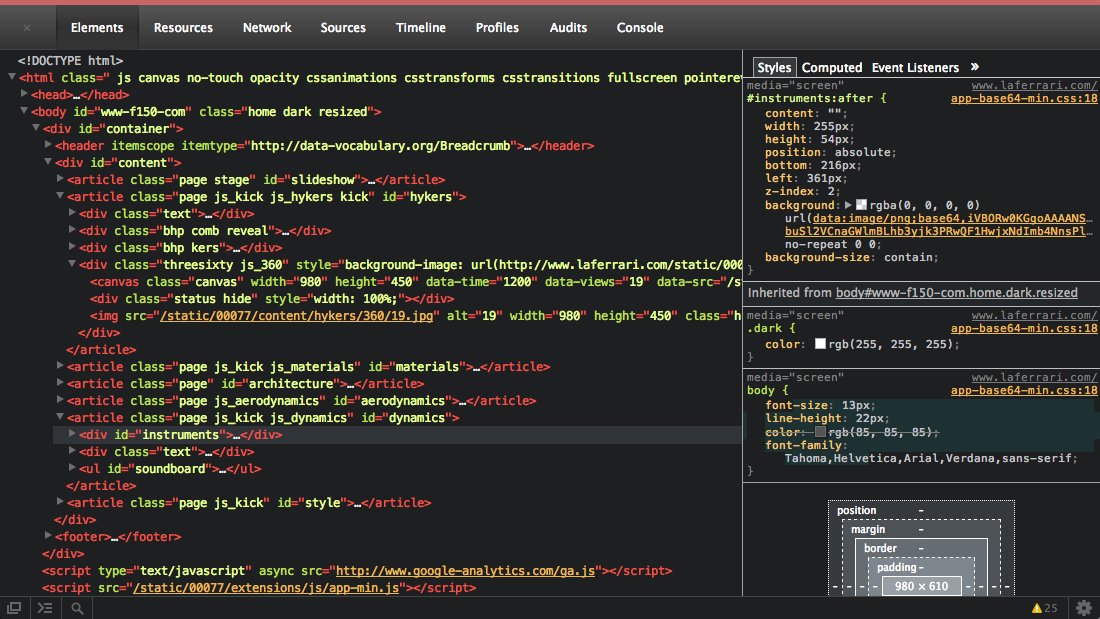 × Elements Resources Network Sources Timeline Profiles Audits Console
<!DOCTYPE html>
<html class=" js canvas no-touch opacity cssanimations csstransforms csstransitions fullscreen pointereve
<head>…</head>
<body id="www-f150-com" class="home dark resized">
<div id="container">
<header itemscope itemtype="http://data-vocabulary.org/Breadcrumb">…</header>
<div id="content">
<article class="page stage" id="slideshow">…</article>
<article class="page js_kick js_hykers kick" id="hykers">
<div class="text">…</div>
<div class="bhp comb reveal">…</div>
<div class="bhp kers">…</div>
<div class="threesixty js_360" style="background-image: url(http://www.laferrari.com/static/000
<canvas class="canvas" width="980" height="450" data-time="1200" data-views="19" data-src="/s
<div class="status hide" style="width: 100%;"></div>
<img src="/static/00077/content/hykers/360/19.jpg" alt="19" width="980" height="450" class="h
</div>
</article>
<article class="page js_kick js_materials" id="materials">…</article>
<article class="page" id="architecture">…</article>
<article class="page js_aerodynamics" id="aerodynamics">…</article>
<article class="page js_kick js_dynamics" id="dynamics">
<div id="instruments">…</div>
<div class="text">…</div>
<ul id="soundboard">…</ul>
</article>
<article class="page js_kick" id="style">…</article>
</div>
<footer>…</footer>
</div>
<script type="text/javascript" async src="http://www.google-analytics.com/ga.js"></script>
<script src="/static/00077/extensions/js/app-min.js"></script>
Styles Computed Event Listeners »
media="screen" www.laferrari.com/
#instruments:after { app-base64-min.css:18
content: "";
width: 255px;
height: 54px;
position: absolute;
bottom: 216px;
left: 361px;
z-index: 2;
background: rgba(0, 0, 0, 0)
url(data:image/png;base64,iVBORw0KGgoAAAANS…
buSl2VCnaGWlmBLhb3yjk3PRwQF1HwjxNdImb4NnsPl…
no-repeat 0 0;
background-size: contain;
}
Inherited from body#www-f150-com.home.dark.resized
media="screen" www.laferrari.com/
.dark { app-base64-min.css:18
color: rgb(255, 255, 255);
}
media="screen" www.laferrari.com/
body { app-base64-min.css:18
font-size: 13px;
line-height: 22px;
color: rgb(85, 85, 85);
font-family:
Tahoma,Helvetica,Arial,Verdana,sans-serif;
}
position -
margin -
border -
padding -
- - - 980 × 610 - - - -
25